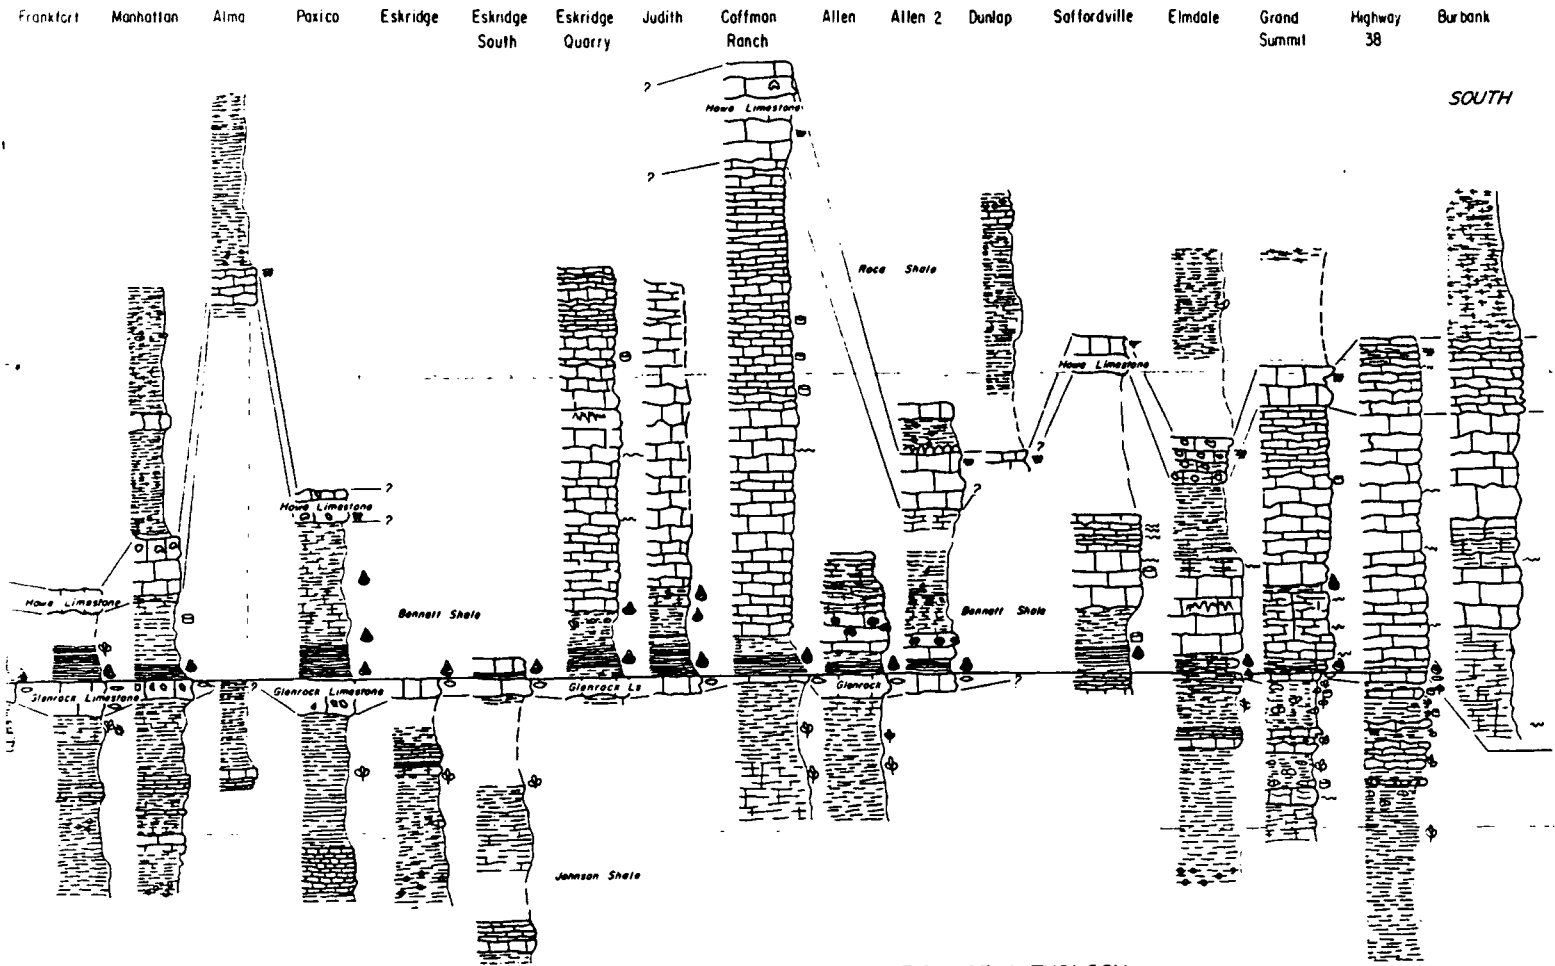 Frankfort
Manhattan
Alma
Paxico
Eskridge
Eskridge South
Eskridge Quarry
Judith
Coffman Ranch
Allen
Allen 2
Dunlap
Saffordville
Elmdale
Grand Summit
Highway 38
Burbank
SOUTH
?
Howe Limestone
?
Roca Shale
Howe Limestone
?
?
Howe Limestone
?
?
Howe Limestone
Bennett Shale
Bennett Shale
Glenrock Limestone
?
Glenrock Limestone
Glenrock Ls
Glenrock
?
Johnson Shale